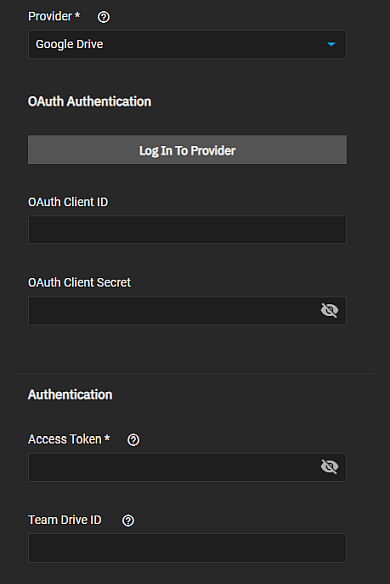 Provider *
Google Drive
OAuth Authentication
Log In To Provider
OAuth Client ID
OAuth Client Secret
Authentication
Access Token *
Team Drive ID